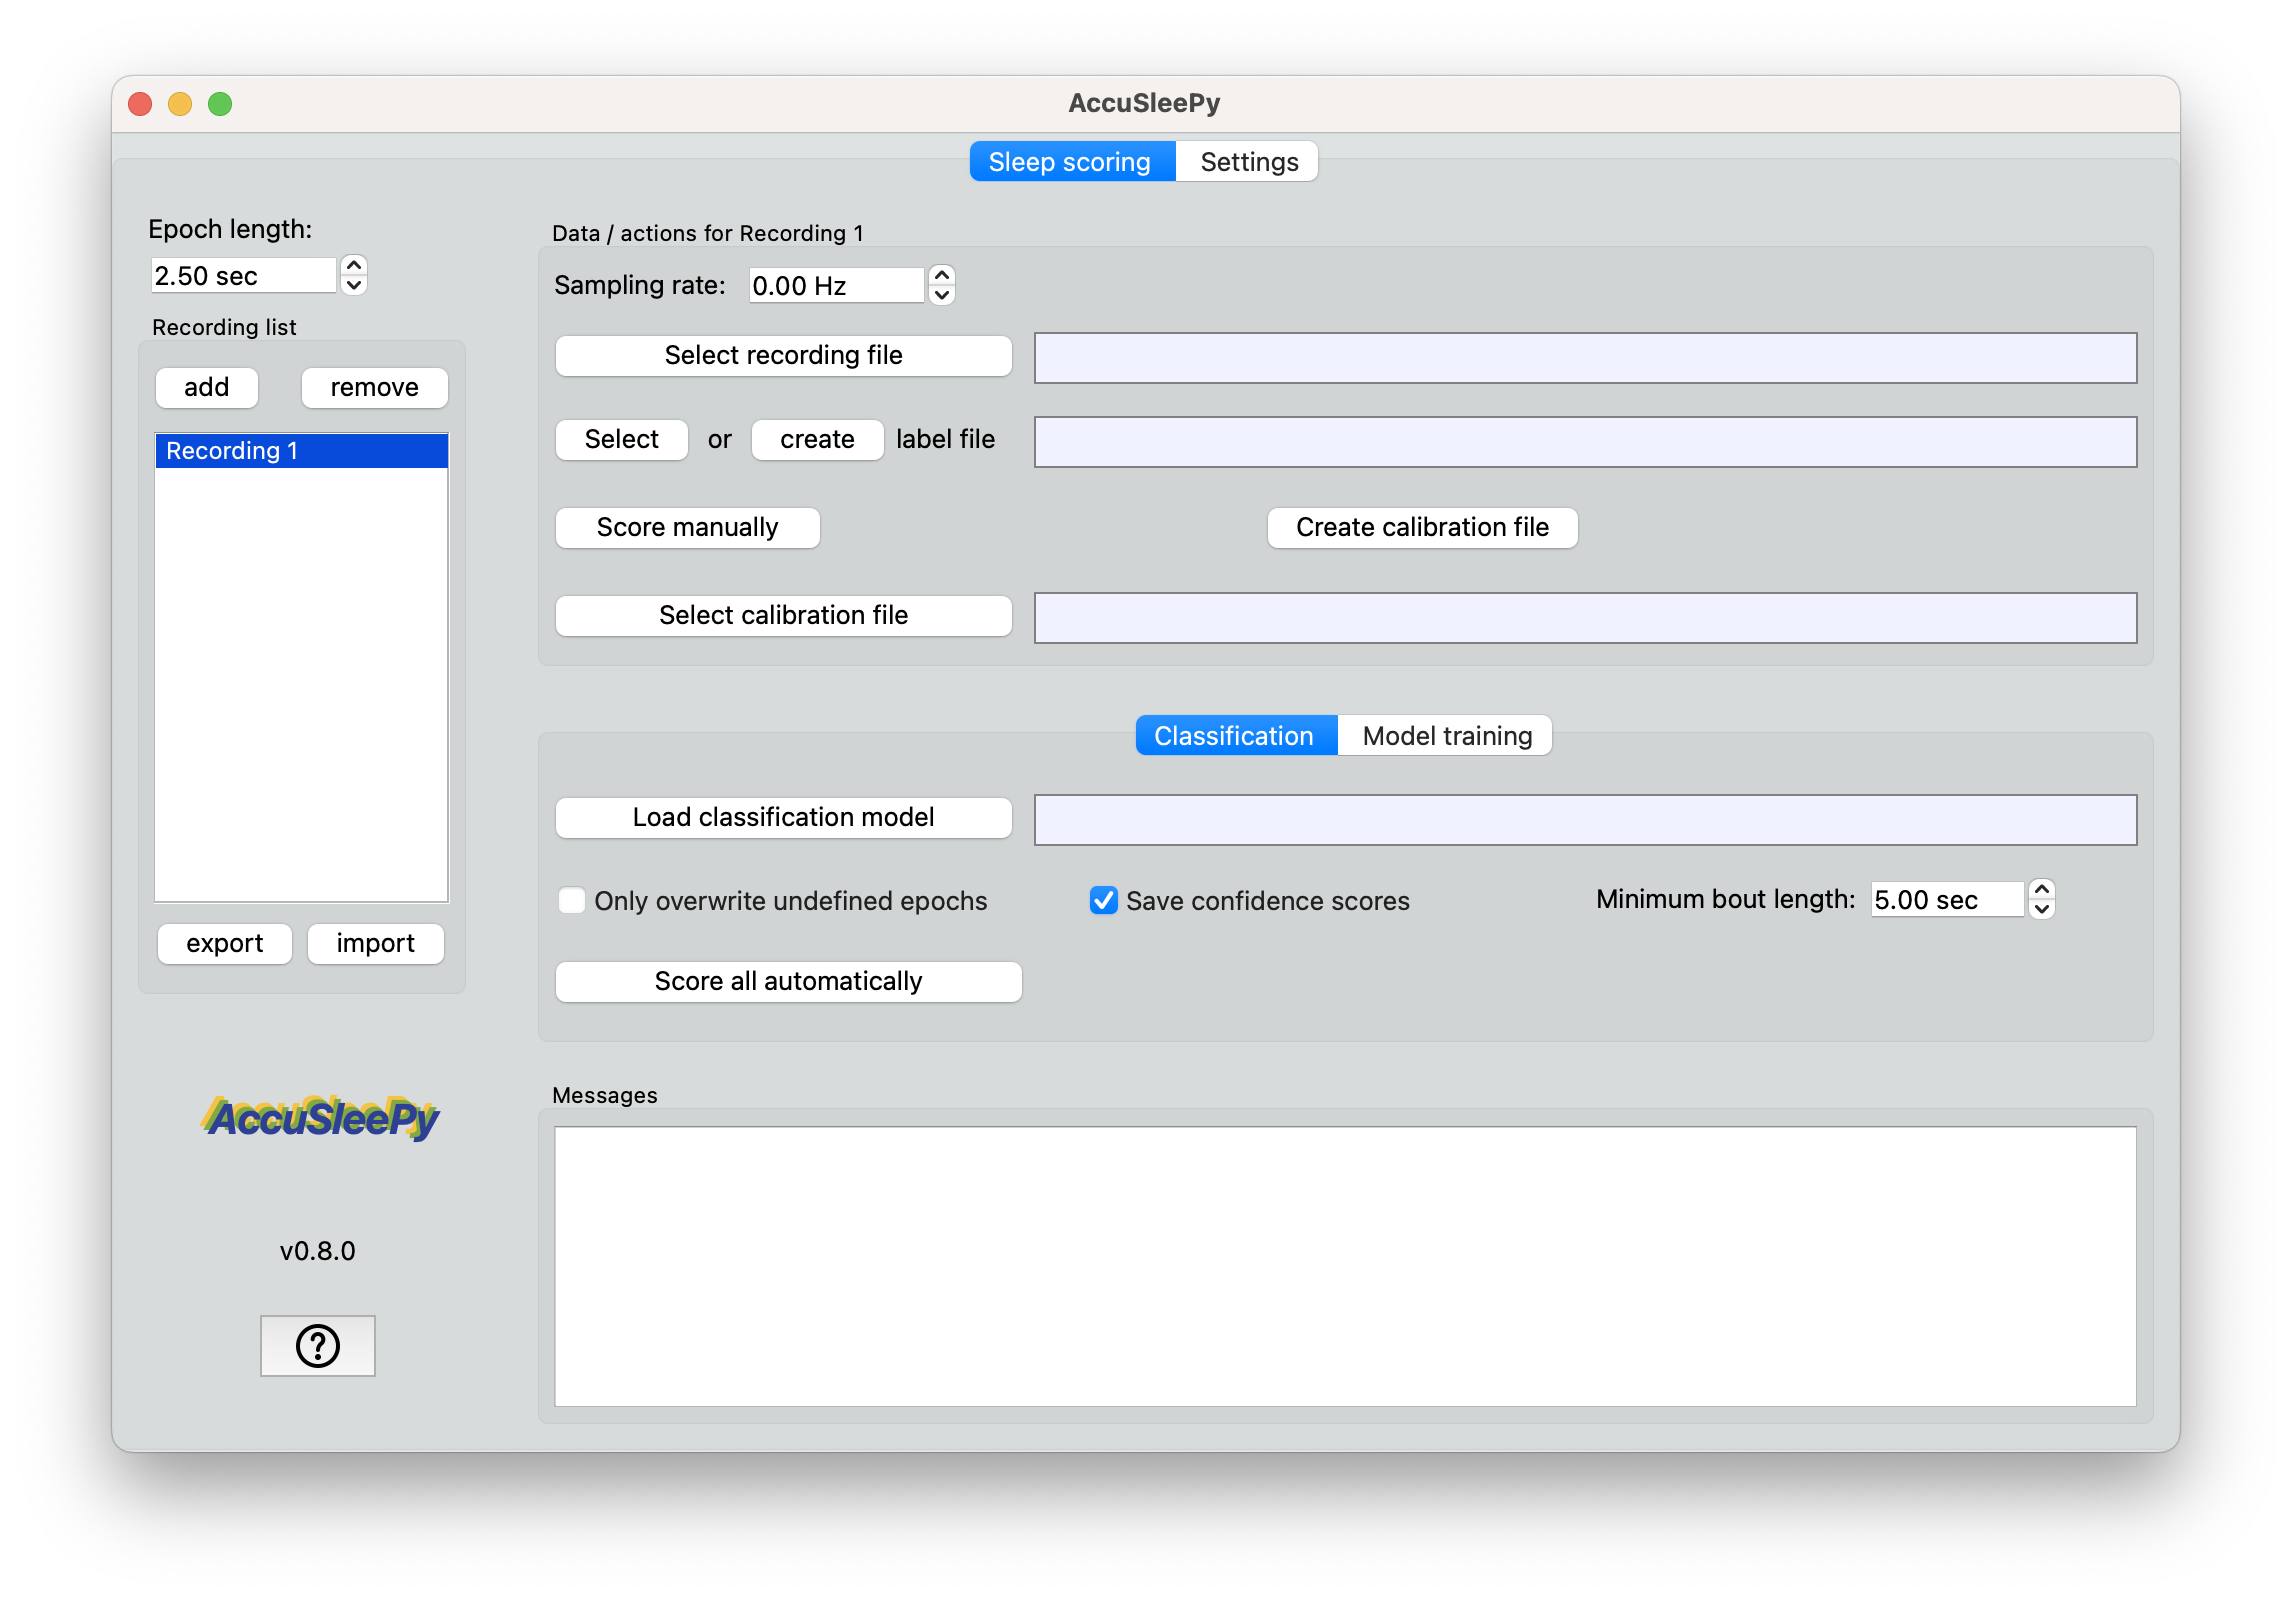 AccuSleePy
Sleep scoring Settings
Epoch length:
2.50 sec
Recording list
add remove
Recording 1
export import
AccuSleePy
v0.8.0
?
Data / actions for Recording 1
Sampling rate: 0.00 Hz
Select recording file
Select or create label file
Score manually Create calibration file
Select calibration file
Classification Model training
Load classification model
Only overwrite undefined epochs Save confidence scores Minimum bout length: 5.00 sec
Score all automatically
Messages